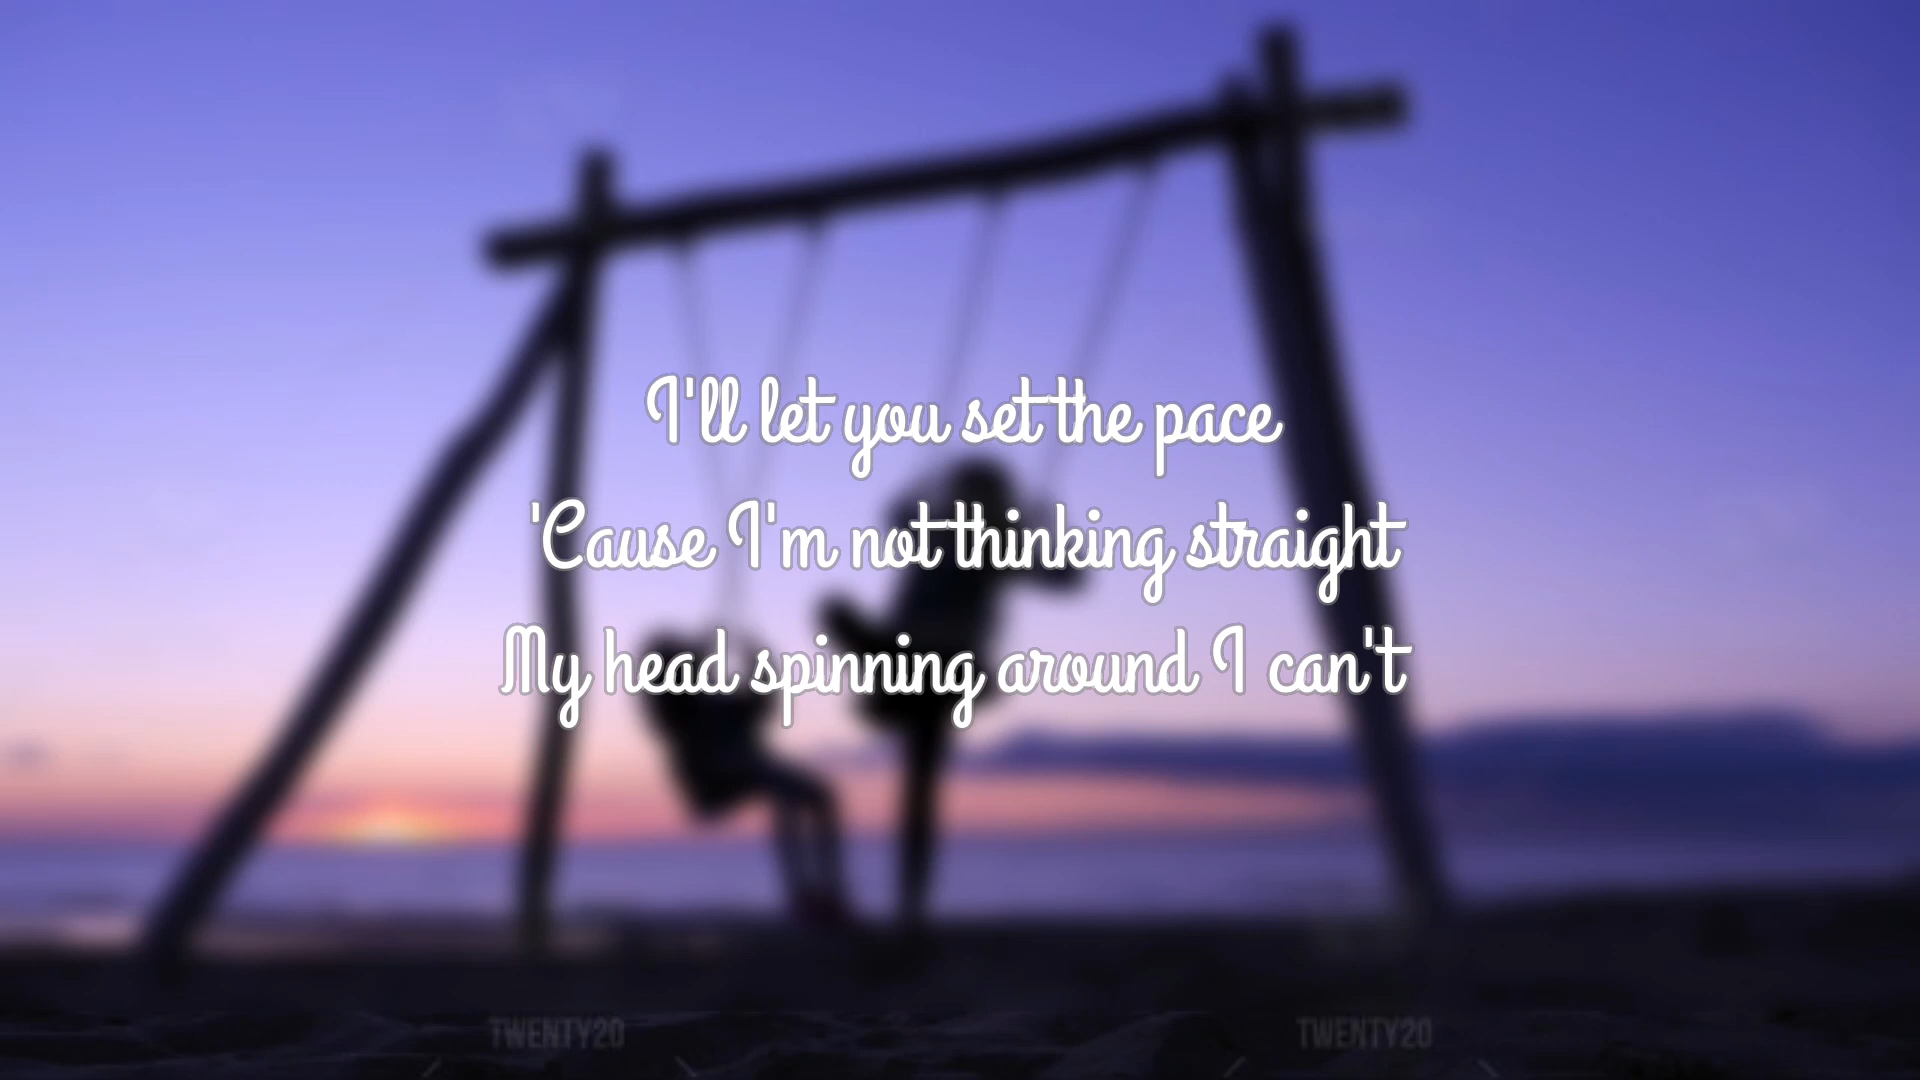 I'll let you set the pace
'Cause I'm not thinking straight
My head spinning around I can't
TWENTY20 TWENTY20